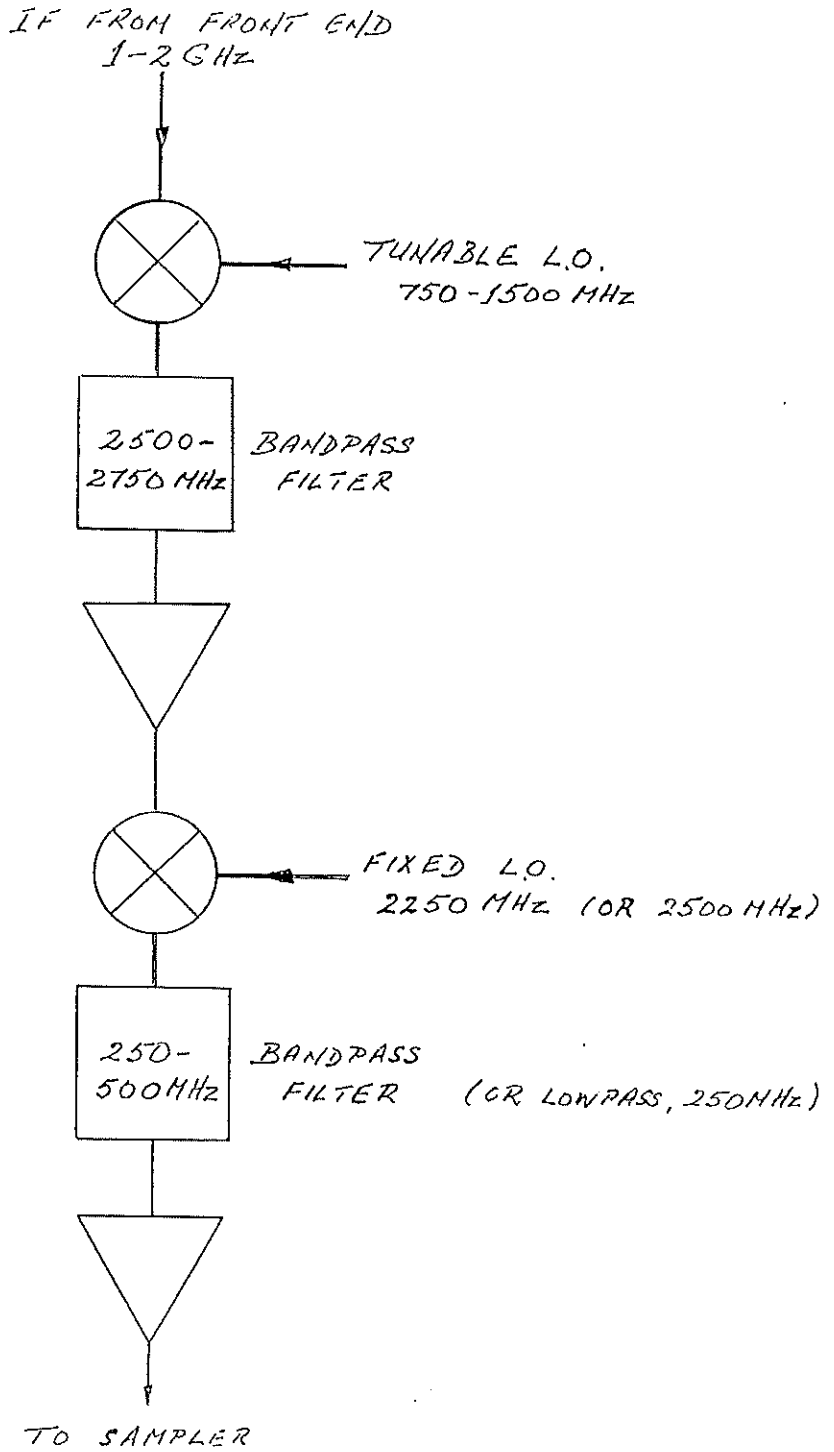 IF FROM FRONT END
1-2 GHz
TUNABLE L.O.
750-1500 MHz
2500-
2750 MHz
BANDPASS
FILTER
FIXED L.O.
2250 MHz (OR 2500 MHz)
250-
500 MHz
BANDPASS
FILTER (OR LOWPASS, 250 MHz)
TO SAMPLER